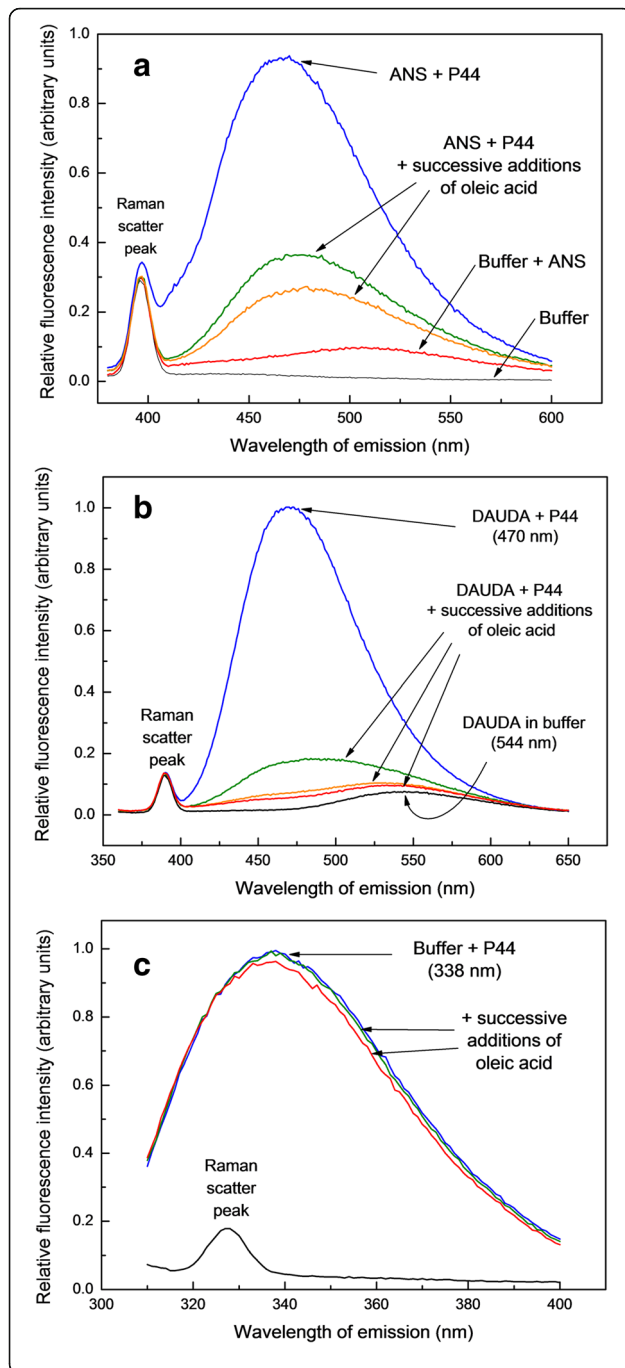 a
ANS + P44
ANS + P44
+ successive additions
of oleic acid
Raman
scatter
peak
Buffer + ANS
Buffer
Relative fluorescence intensity (arbitrary units)
1.0
0.8
0.6
0.4
0.2
0.0
400 450 500 550 600
Wavelength of emission (nm)
b
DAUDA + P44
(470 nm)
DAUDA + P44
+ successive additions
of oleic acid
Raman
scatter
peak
DAUDA in buffer
(544 nm)
Relative fluorescence intensity (arbitrary units)
1.0
0.8
0.6
0.4
0.2
0.0
350 400 450 500 550 600 650
Wavelength of emission (nm)
c
Buffer + P44
(338 nm)
+ successive
additions of
oleic acid
Raman
scatter
peak
Relative fluorescence intensity (arbitrary units)
1.0
0.8
0.6
0.4
0.2
0.0
300 320 340 360 380 400
Wavelength of emission (nm)